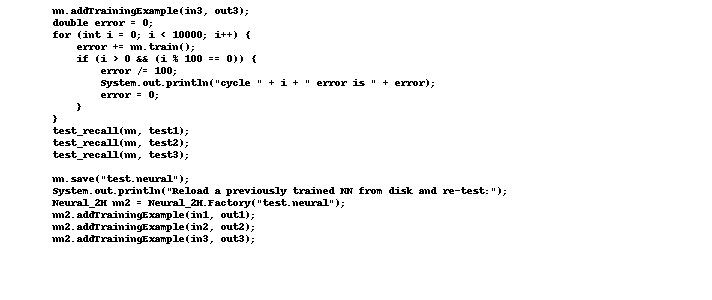 nn.addTrainingExample(in3, out3);
double error = 0;
for (int i = 0; i < 10000; i++) {
error += nn.train();
if (i > 0 && (i % 100 == 0)) {
error /= 100;
System.out.println("cycle " + i + " error is " + error);
error = 0;
}
}
test_recall(nn, test1);
test_recall(nn, test2);
test_recall(nn, test3);
nn.save("test.neural");
System.out.println("Reload a previously trained NN from disk and re-test:");
Neural_2H nn2 = Neural_2H.Factory("test.neural");
nn2.addTrainingExample(in1, out1);
nn2.addTrainingExample(in2, out2);
nn2.addTrainingExample(in3, out3);